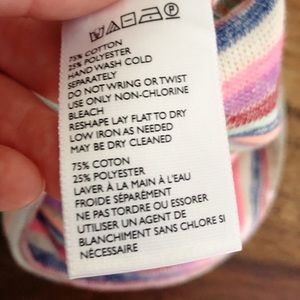 75% COTTON
25% POLYESTER
HAND WASH COLD
SEPARATELY
DO NOT WRING OR TWIST
USE ONLY NON-CHLORINE
BLEACH
RESHAPE LAY FLAT TO DRY
LOW IRON AS NEEDED
MAY BE DRY CLEANED
75% COTON
25% POLYESTER
LAVER À LA MAIN À L'EAU
FROIDE SÉPARÉMENT
NE PAS TORDRE OU ESSORER
UTILISER UN AGENT DE
BLANCHIMENT SANS CHLORE SI
NÉCESSAIRE